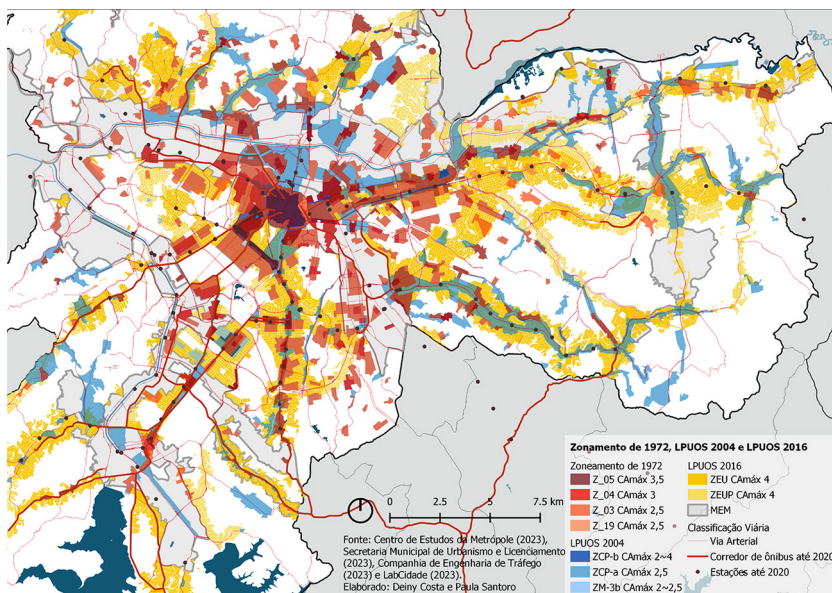 Zonamento de 1972, LPUOS 2004 e LPUOS 2016
Zoneamento de 1972
Z_05 CAmáx 3,5
Z_04 CAmáx 3
Z_03 CAmáx 2,5
Z_19 CAmáx 2,5
LPUOS 2004
ZCP-b CAmáx 2~4
ZCP-a CAmáx 2,5
ZM-3b CAmáx 2~2,5
LPUOS 2016
ZEU CAmáx 4
ZEUP CAmáx 4
MEM
Classificação Viária
Via Arterial
Corredor de ônibus até 2020
Estações até 2020
0 2.5 5 7.5 km
Fonte: Centro de Estudos da Metrópole (2023),
Secretaria Municipal de Urbanismo e Licenciamento
(2023), Companhia de Engenharia de Tráfego
(2023) e LabCidade (2023).
Elaborado: Deiny Costa e Paula Santoro